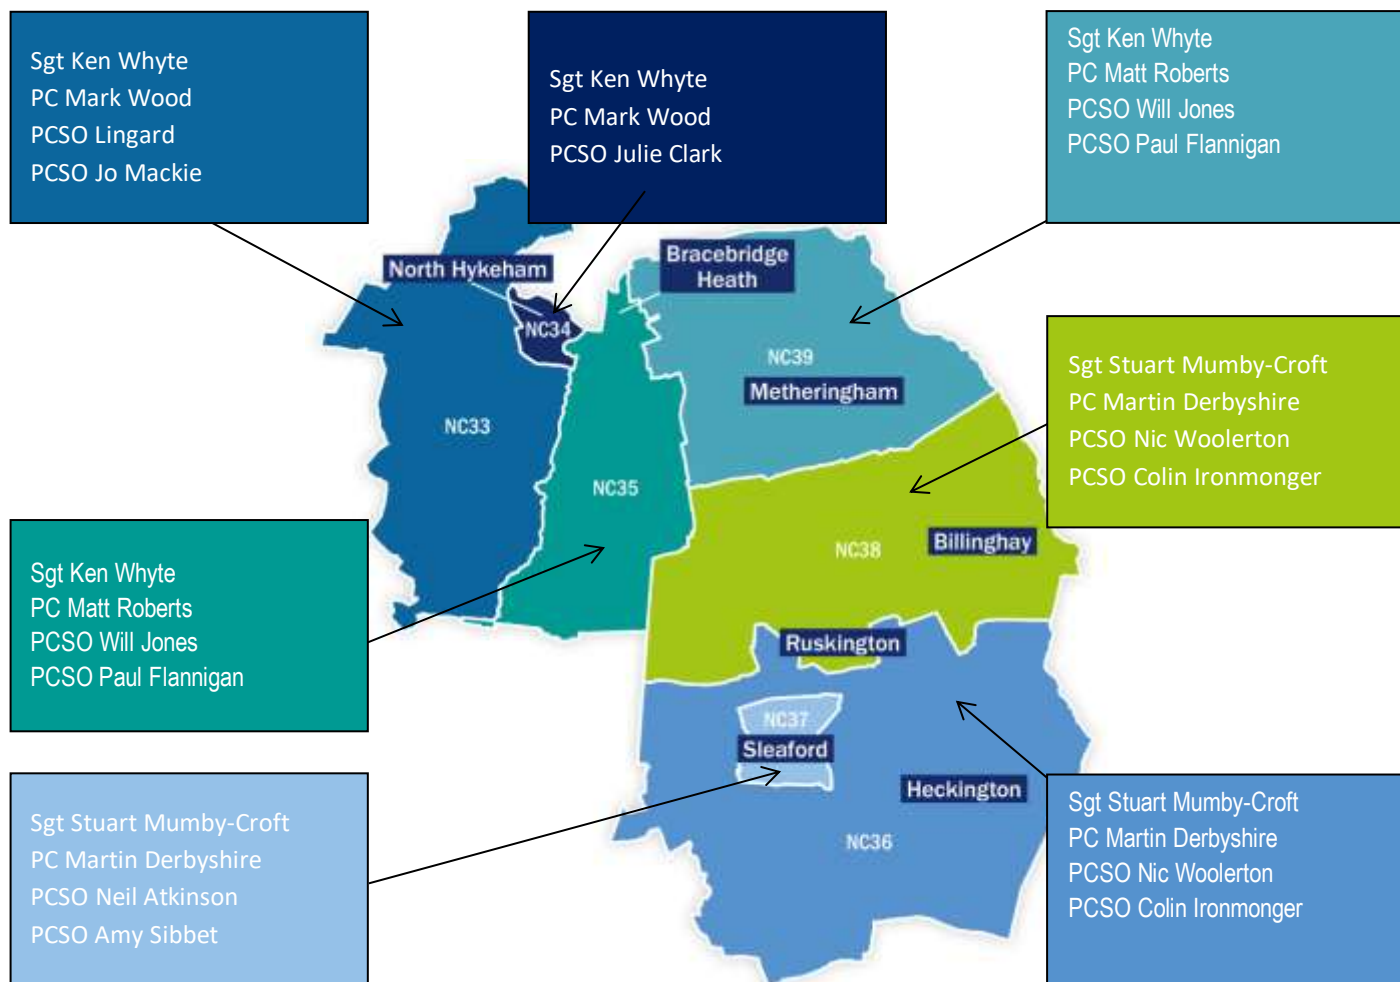 Sgt Ken Whyte
PC Mark Wood
PCSO Lingard
PCSO Jo Mackie
Sgt Ken Whyte
PC Mark Wood
PCSO Julie Clark
Sgt Ken Whyte
PC Matt Roberts
PCSO Will Jones
PCSO Paul Flannigan
North Hykeham
Bracebridge
Heath
NC34
NC39
Metheringham
NC33
Sgt Stuart Mumby-Croft
PC Martin Derbyshire
PCSO Nic Woolerton
PCSO Colin Ironmonger
NC35
NC38
Billinghay
Sgt Ken Whyte
PC Matt Roberts
PCSO Will Jones
PCSO Paul Flannigan
Ruskington
NC37
Sleaford
Heckington
NC36
Sgt Stuart Mumby-Croft
PC Martin Derbyshire
PCSO Neil Atkinson
PCSO Amy Sibbet
Sgt Stuart Mumby-Croft
PC Martin Derbyshire
PCSO Nic Woolerton
PCSO Colin Ironmonger